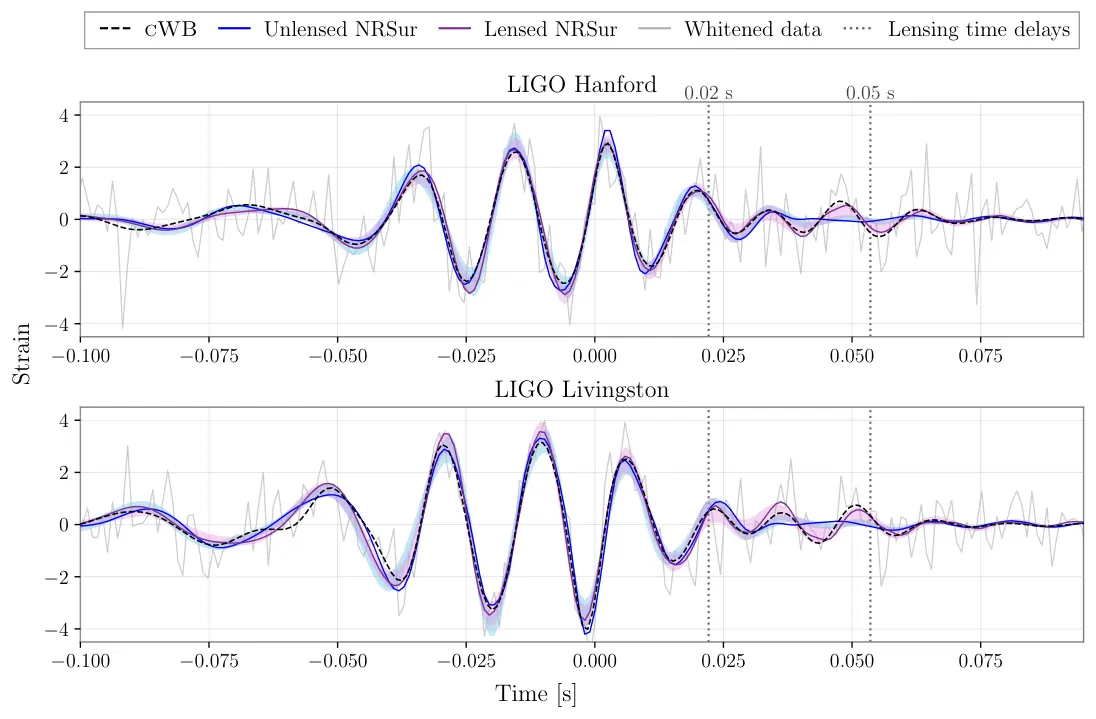 cWB Unlensed NRSur Lensed NRSur Whitened data Lensing time delays
LIGO Hanford
0.02 s 0.05 s
4
2
0
−2
−4
−0.100 −0.075 −0.050 −0.025 0.000 0.025 0.050 0.075
Strain
LIGO Livingston
4
2
0
−2
−4
−0.100 −0.075 −0.050 −0.025 0.000 0.025 0.050 0.075
Time [s]